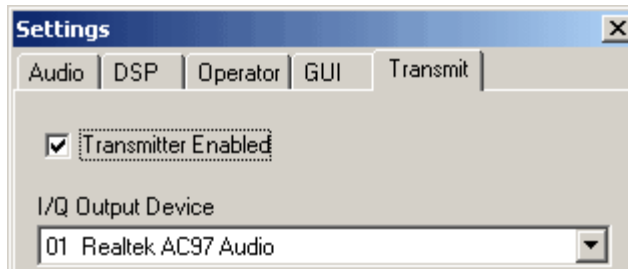 Settings
Audio DSP Operator GUI Transmit
Transmitter Enabled
I/Q Output Device
01 Realtek AC97 Audio